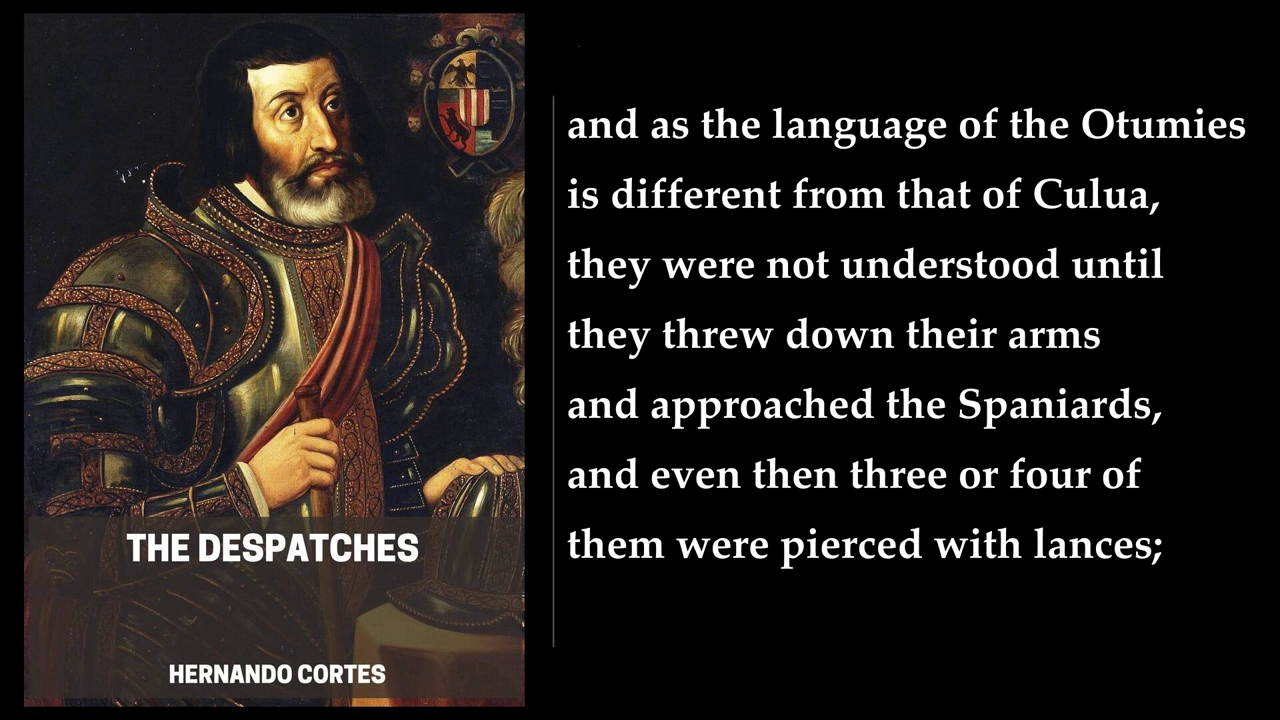 THE DESPATCHES
HERNANDO CORTES
and as the language of the Otumies
is different from that of Culua,
they were not understood until
they threw down their arms
and approached the Spaniards,
and even then three or four of
them were pierced with lances;